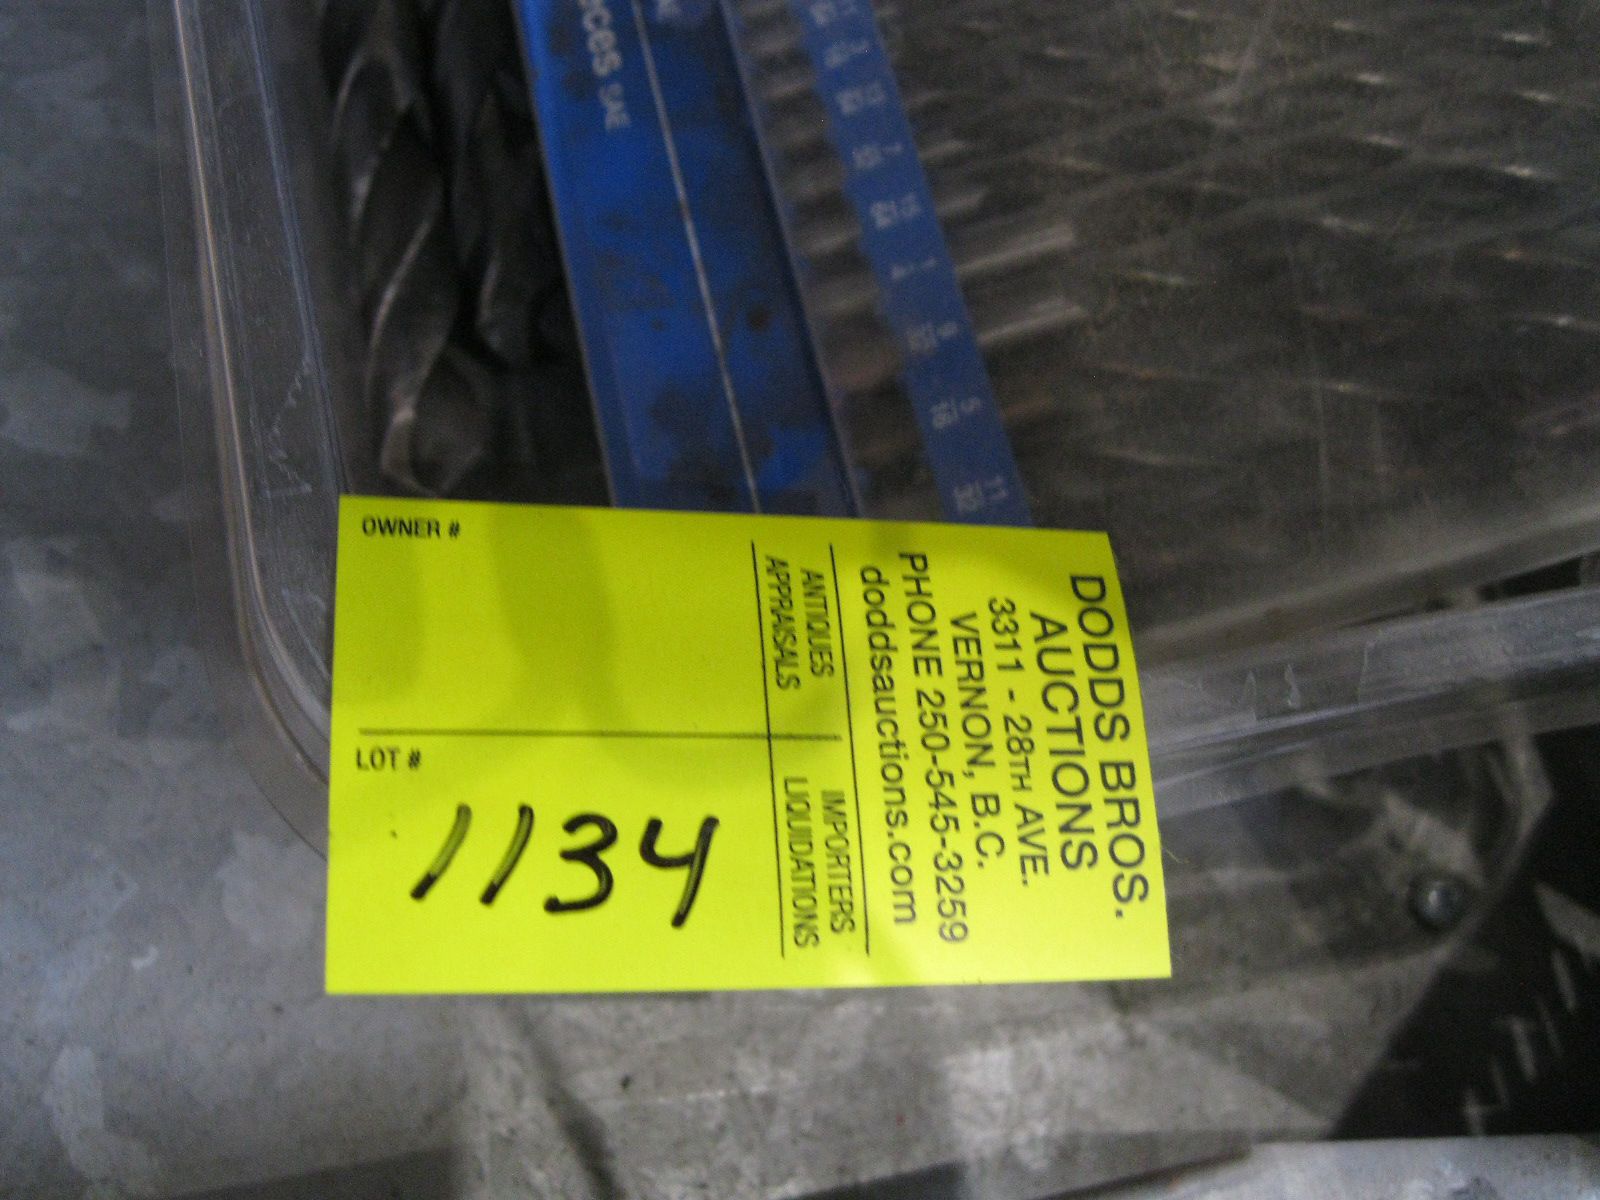 DODDS BROS.
AUCTIONS
3311 - 28TH AVE.
VERNON, B.C.
PHONE 250-545-3259
doddsauctions.com
ANTIQUES
APPRAISALS
IMPORTERS
LIQUIDATIONS
OWNER #
LOT #
1134
SAE